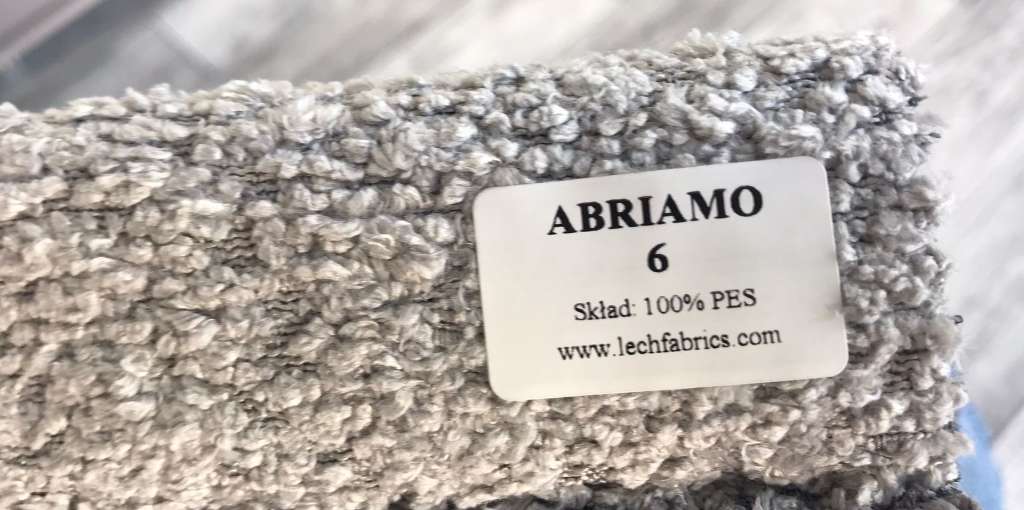 ABRIAMO
6
Skład: 100% PES
www.lechfabrics.com